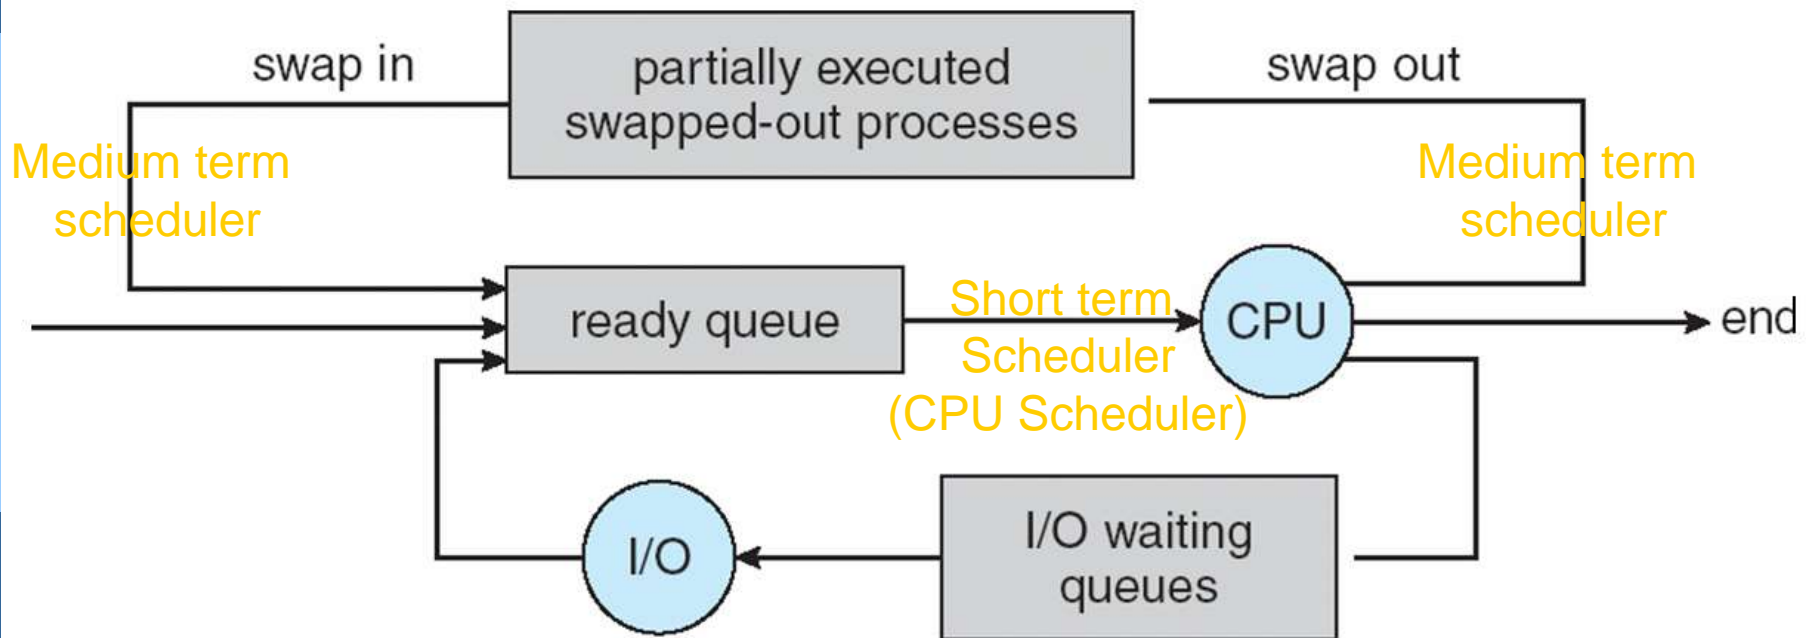 swap in
partially executed
swapped-out processes
swap out
Medium term
scheduler
Medium term
scheduler
ready queue
Short term
Scheduler
(CPU Scheduler)
CPU
end
I/O
I/O waiting
queues